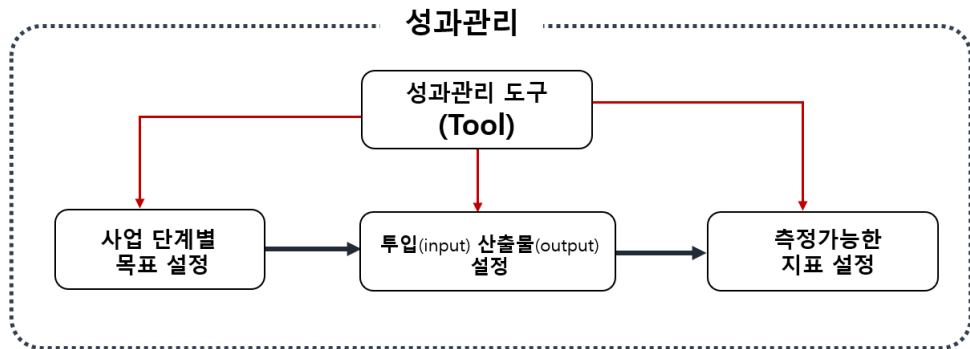 성과관리
성과관리 도구
(Tool)
사업 단계별
목표 설정
투입(input) 산출물(output)
설정
측정가능한
지표 설정